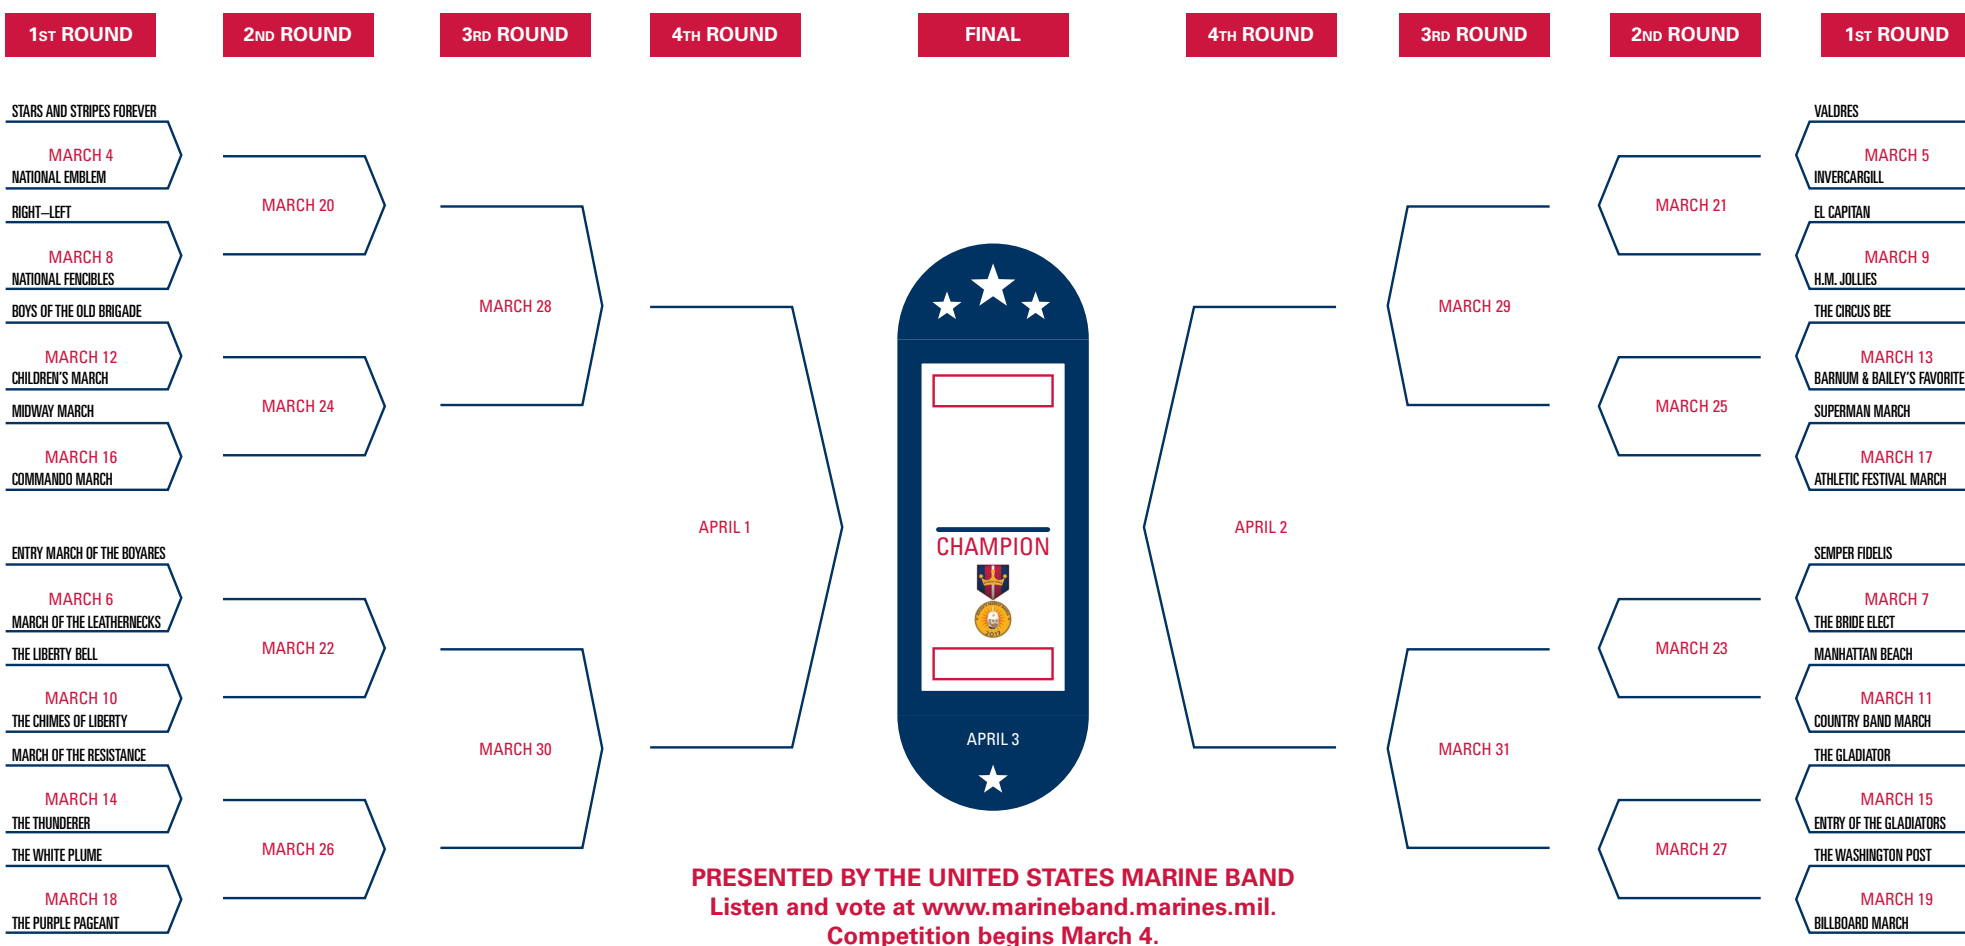 1ST ROUND
2ND ROUND
3RD ROUND
4TH ROUND
FINAL
4TH ROUND
3RD ROUND
2ND ROUND
1ST ROUND
STARS AND STRIPES FOREVER
MARCH 4
NATIONAL EMBLEM
RIGHT–LEFT
MARCH 8
NATIONAL FENCIBLES
BOYS OF THE OLD BRIGADE
MARCH 12
CHILDREN'S MARCH
MIDWAY MARCH
MARCH 16
COMMANDO MARCH
ENTRY MARCH OF THE BOYARES
MARCH 6
MARCH OF THE LEATHERNECKS
THE LIBERTY BELL
MARCH 10
THE CHIMES OF LIBERTY
MARCH OF THE RESISTANCE
MARCH 14
THE THUNDERER
THE WHITE PLUME
MARCH 18
THE PURPLE PAGEANT
MARCH 20
MARCH 24
MARCH 22
MARCH 26
MARCH 28
MARCH 30
APRIL 1
CHAMPION
2017
APRIL 3
APRIL 2
MARCH 29
MARCH 31
MARCH 21
MARCH 25
MARCH 23
MARCH 27
VALDRES
MARCH 5
INVERCARGILL
EL CAPITAN
MARCH 9
H.M. JOLLIES
THE CIRCUS BEE
MARCH 13
BARNUM & BAILEY'S FAVORITE
SUPERMAN MARCH
MARCH 17
ATHLETIC FESTIVAL MARCH
SEMPER FIDELIS
MARCH 7
THE BRIDE ELECT
MANHATTAN BEACH
MARCH 11
COUNTRY BAND MARCH
THE GLADIATOR
MARCH 15
ENTRY OF THE GLADIATORS
THE WASHINGTON POST
MARCH 19
BILLBOARD MARCH
PRESENTED BY THE UNITED STATES MARINE BAND
Listen and vote at www.marineband.marines.mil.
Competition begins March 4.